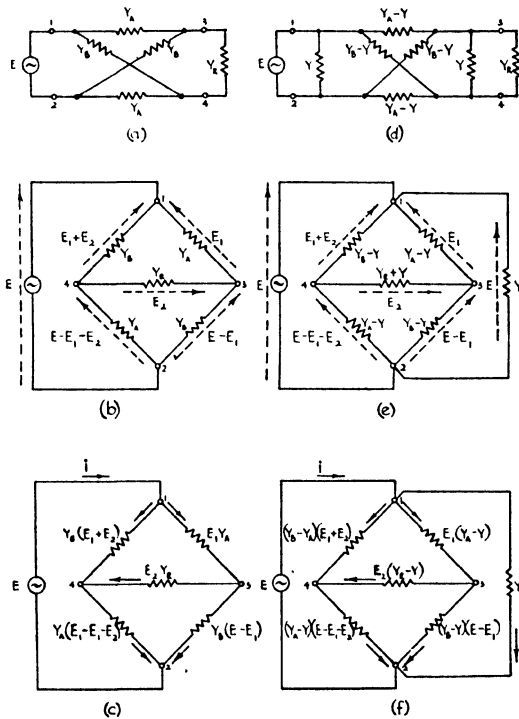 1 Y_A 3
E Y_B Y_B Y_R
2 Y_A 4
(a)
1 Y_A-Y 3
E Y Y_B-Y Y_B-Y Y Y_R
2 Y_A-Y 4
(d)
1
E_1+E_2 E_1
Y_B Y_A
E 4 Y_R 3
E_2
Y_A
E-E_1-E_2 E-E_1
2
(b)
1
E_1+E_2 E_1
Y_B-Y Y_A-Y
E 4 Y_R+Y 3 E Y
E_2
Y_A-Y Y_A-Y
E-E_1-E_2 E-E_1
2
(e)
i
1
Y_B(E_1+E_2) E_1Y_A
E 4 E_2 Y_R 3
Y_A(E_1+E_1-E_2) Y_B(E-E_1)
2
(c)
i
1
(Y_B-Y_A)(E_1+E_2) E_1(Y_A-Y)
E 4 E_2(Y_R-Y) 3 Y
(Y_A-Y)(E-E_1-E_2) (Y_B-Y)(E-E_1)
2
(f)